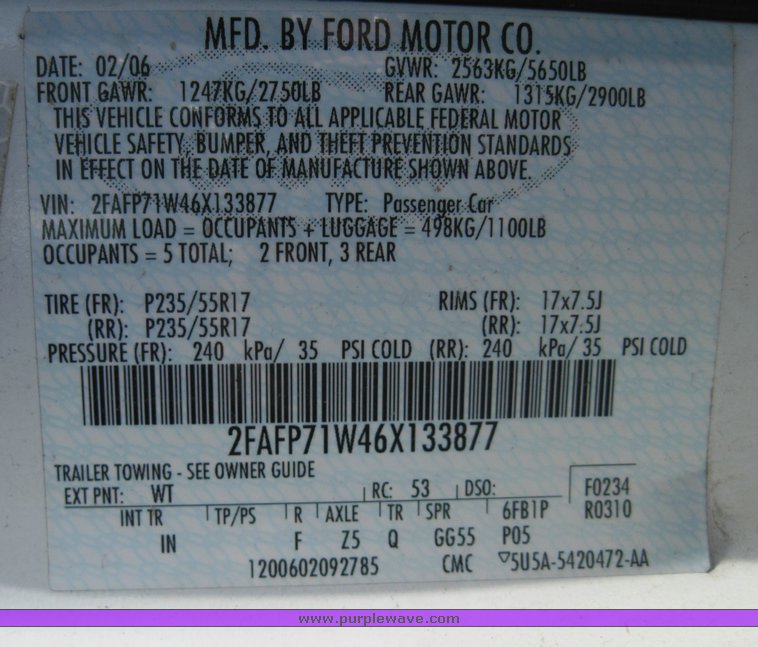 MFD. BY FORD MOTOR CO.
DATE: 02/06 GVWR: 2563KG/5650LB
FRONT GAWR: 1247KG/2750LB REAR GAWR: 1315KG/2900LB
THIS VEHICLE CONFORMS TO ALL APPLICABLE FEDERAL MOTOR
VEHICLE SAFETY, BUMPER, AND THEFT PREVENTION STANDARDS
IN EFFECT ON THE DATE OF MANUFACTURE SHOWN ABOVE.
VIN: 2FAFP71W46X133877 TYPE: Passenger Car
MAXIMUM LOAD = OCCUPANTS + LUGGAGE = 498KG/1100LB
OCCUPANTS = 5 TOTAL; 2 FRONT, 3 REAR
TIRE (FR): P235/55R17 RIMS (FR): 17x7.5J
(RR): P235/55R17 (RR): 17x7.5J
PRESSURE (FR): 240 kPa/ 35 PSI COLD (RR): 240 kPa/ 35 PSI COLD
2FAFP71W46X133877
TRAILER TOWING - SEE OWNER GUIDE
EXT PNT: WT RC: 53 DSO: F0234
INT TR TP/PS R AXLE TR SPR 6FB1P R0310
IN F Z5 Q GG55 P05
1200602092785 CMC ▽5U5A-5420472-AA
www.purplewave.com